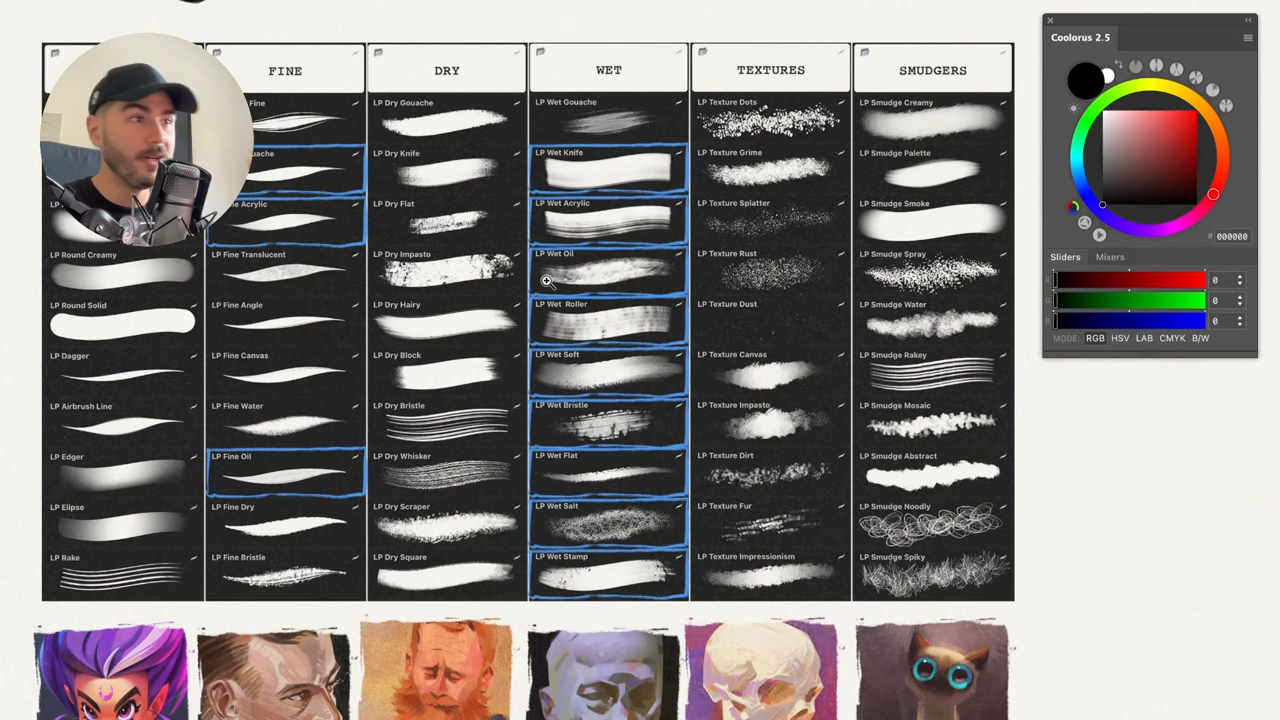 FINE
DRY
WET
TEXTURES
SMUDGERS
Fine
LP Dry Gouache
LP Wet Gouache
LP Texture Dots
LP Smudge Creamy
LP Dry Knife
LP Wet Knife
LP Texture Grime
LP Smudge Palette
Acrylic
LP Dry Flat
LP Wet Acrylic
LP Texture Splatter
LP Smudge Smoke
LP Round Creamy
LP Fine Translucent
LP Dry Impasto
LP Wet Oil
LP Texture Rust
LP Smudge Spray
LP Round Solid
LP Fine Angle
LP Dry Hairy
LP Wet Roller
LP Texture Dust
LP Smudge Water
LP Dagger
LP Fine Canvas
LP Dry Block
LP Wet Soft
LP Texture Canvas
LP Smudge Rakey
LP Airbrush Line
LP Fine Water
LP Dry Bristle
LP Wet Bristle
LP Texture Impasto
LP Smudge Mosaic
LP Edger
LP Fine Oil
LP Dry Whisker
LP Wet Flat
LP Texture Dirt
LP Smudge Abstract
LP Elipse
LP Fine Dry
LP Dry Scraper
LP Wet Salt
LP Texture Fur
LP Smudge Noodly
LP Rake
LP Fine Bristle
LP Dry Square
LP Wet Stamp
LP Texture Impressionism
LP Smudge Spiky
Coolorus 2.5
# 000000
Sliders Mixers
R 0
G 0
B 0
MODE: RGB HSV LAB CMYK B/W